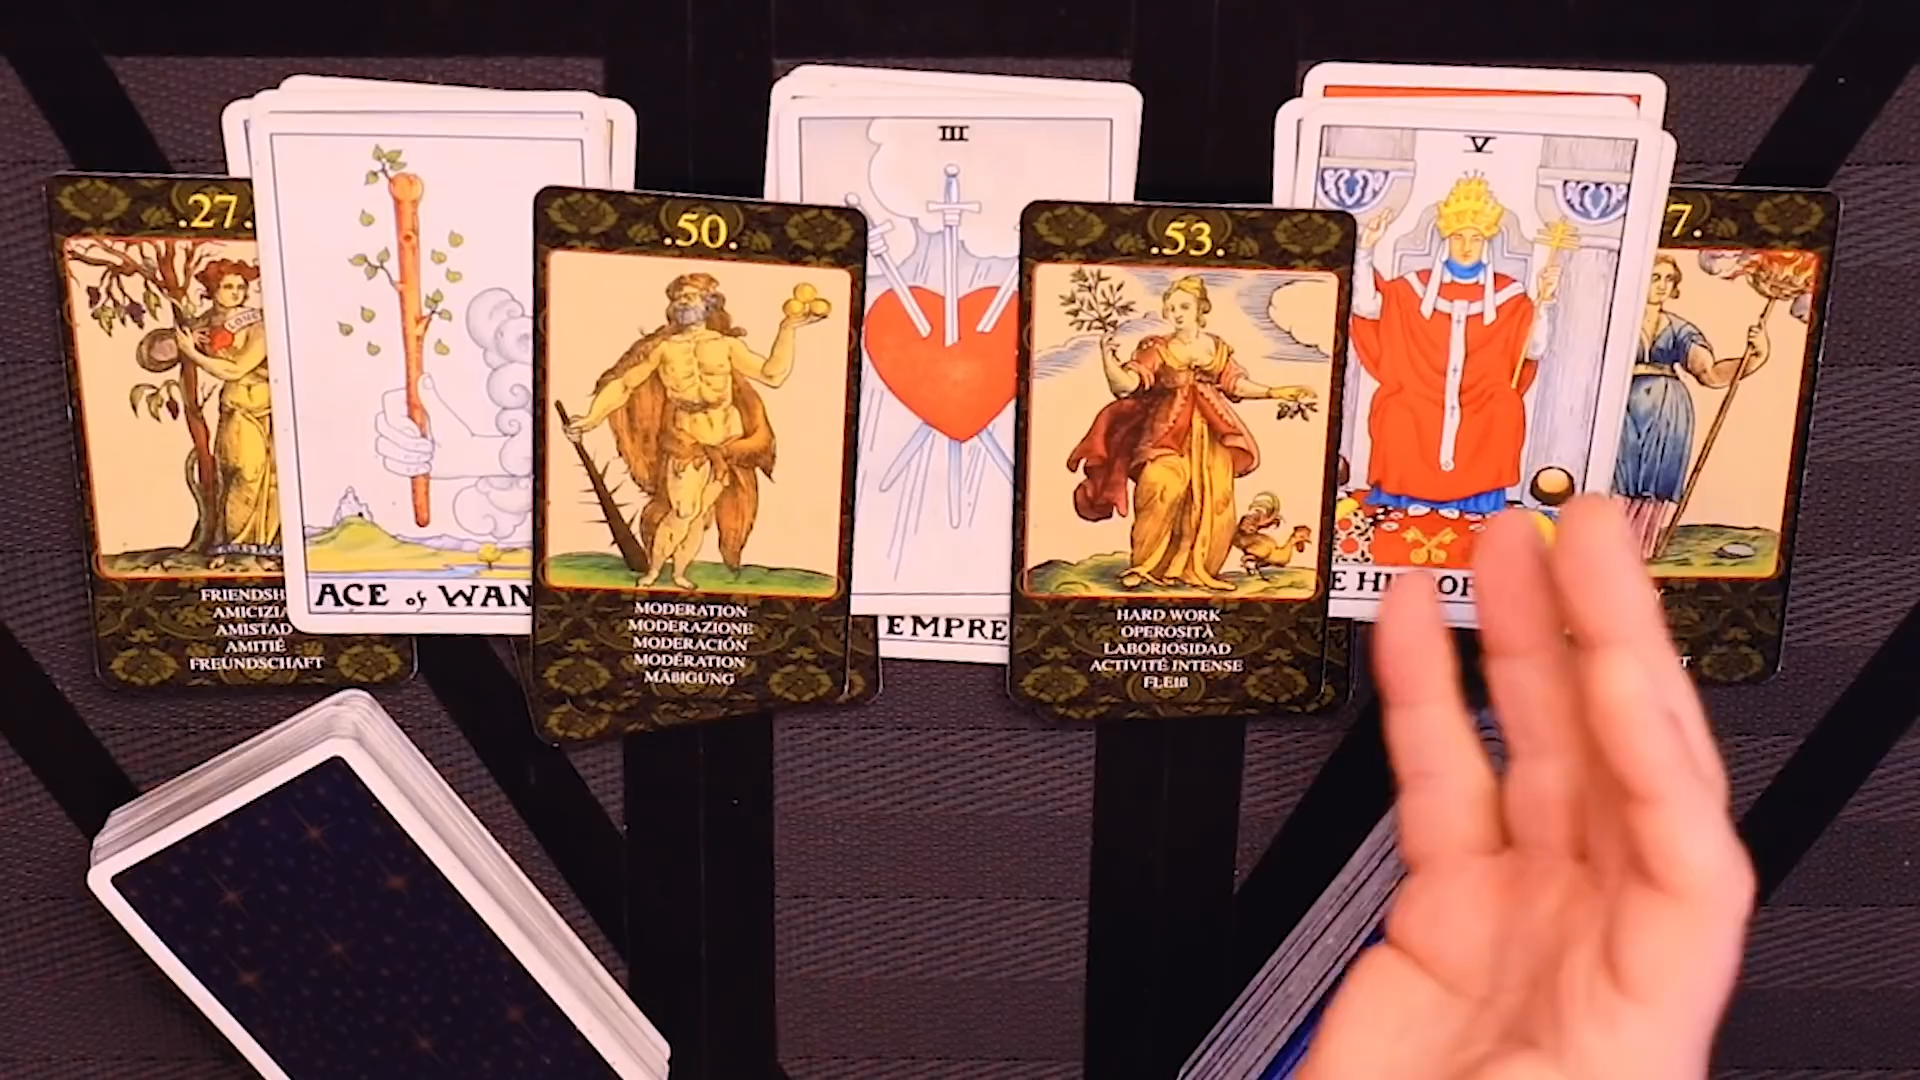 .27.
FRIENDSH
AMICIZIA
AMISTAD
AMITIÉ
FREUNDSCHAFT
ACE of WAN
.50.
MODERATION
MODERAZIONE
MODERACIÓN
MODÉRATION
MÄBIGUNG
III
EMPRE
.53.
HARD WORK
OPEROSITÀ
LABORIOSIDAD
ACTIVITÉ INTENSE
FLEIß
V
7.